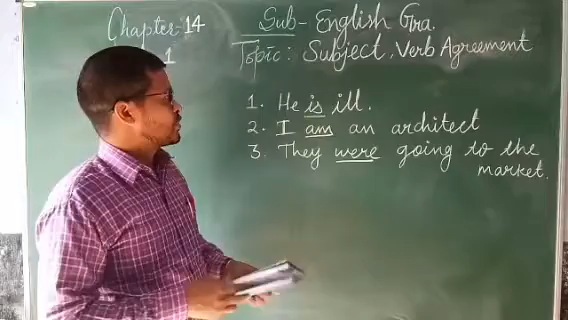 Chapter:14
1
Sub- English Gra.
Topic: Subject, Verb Agreement
1. He is ill.
2. I am an architect
3. They were going to the
market.